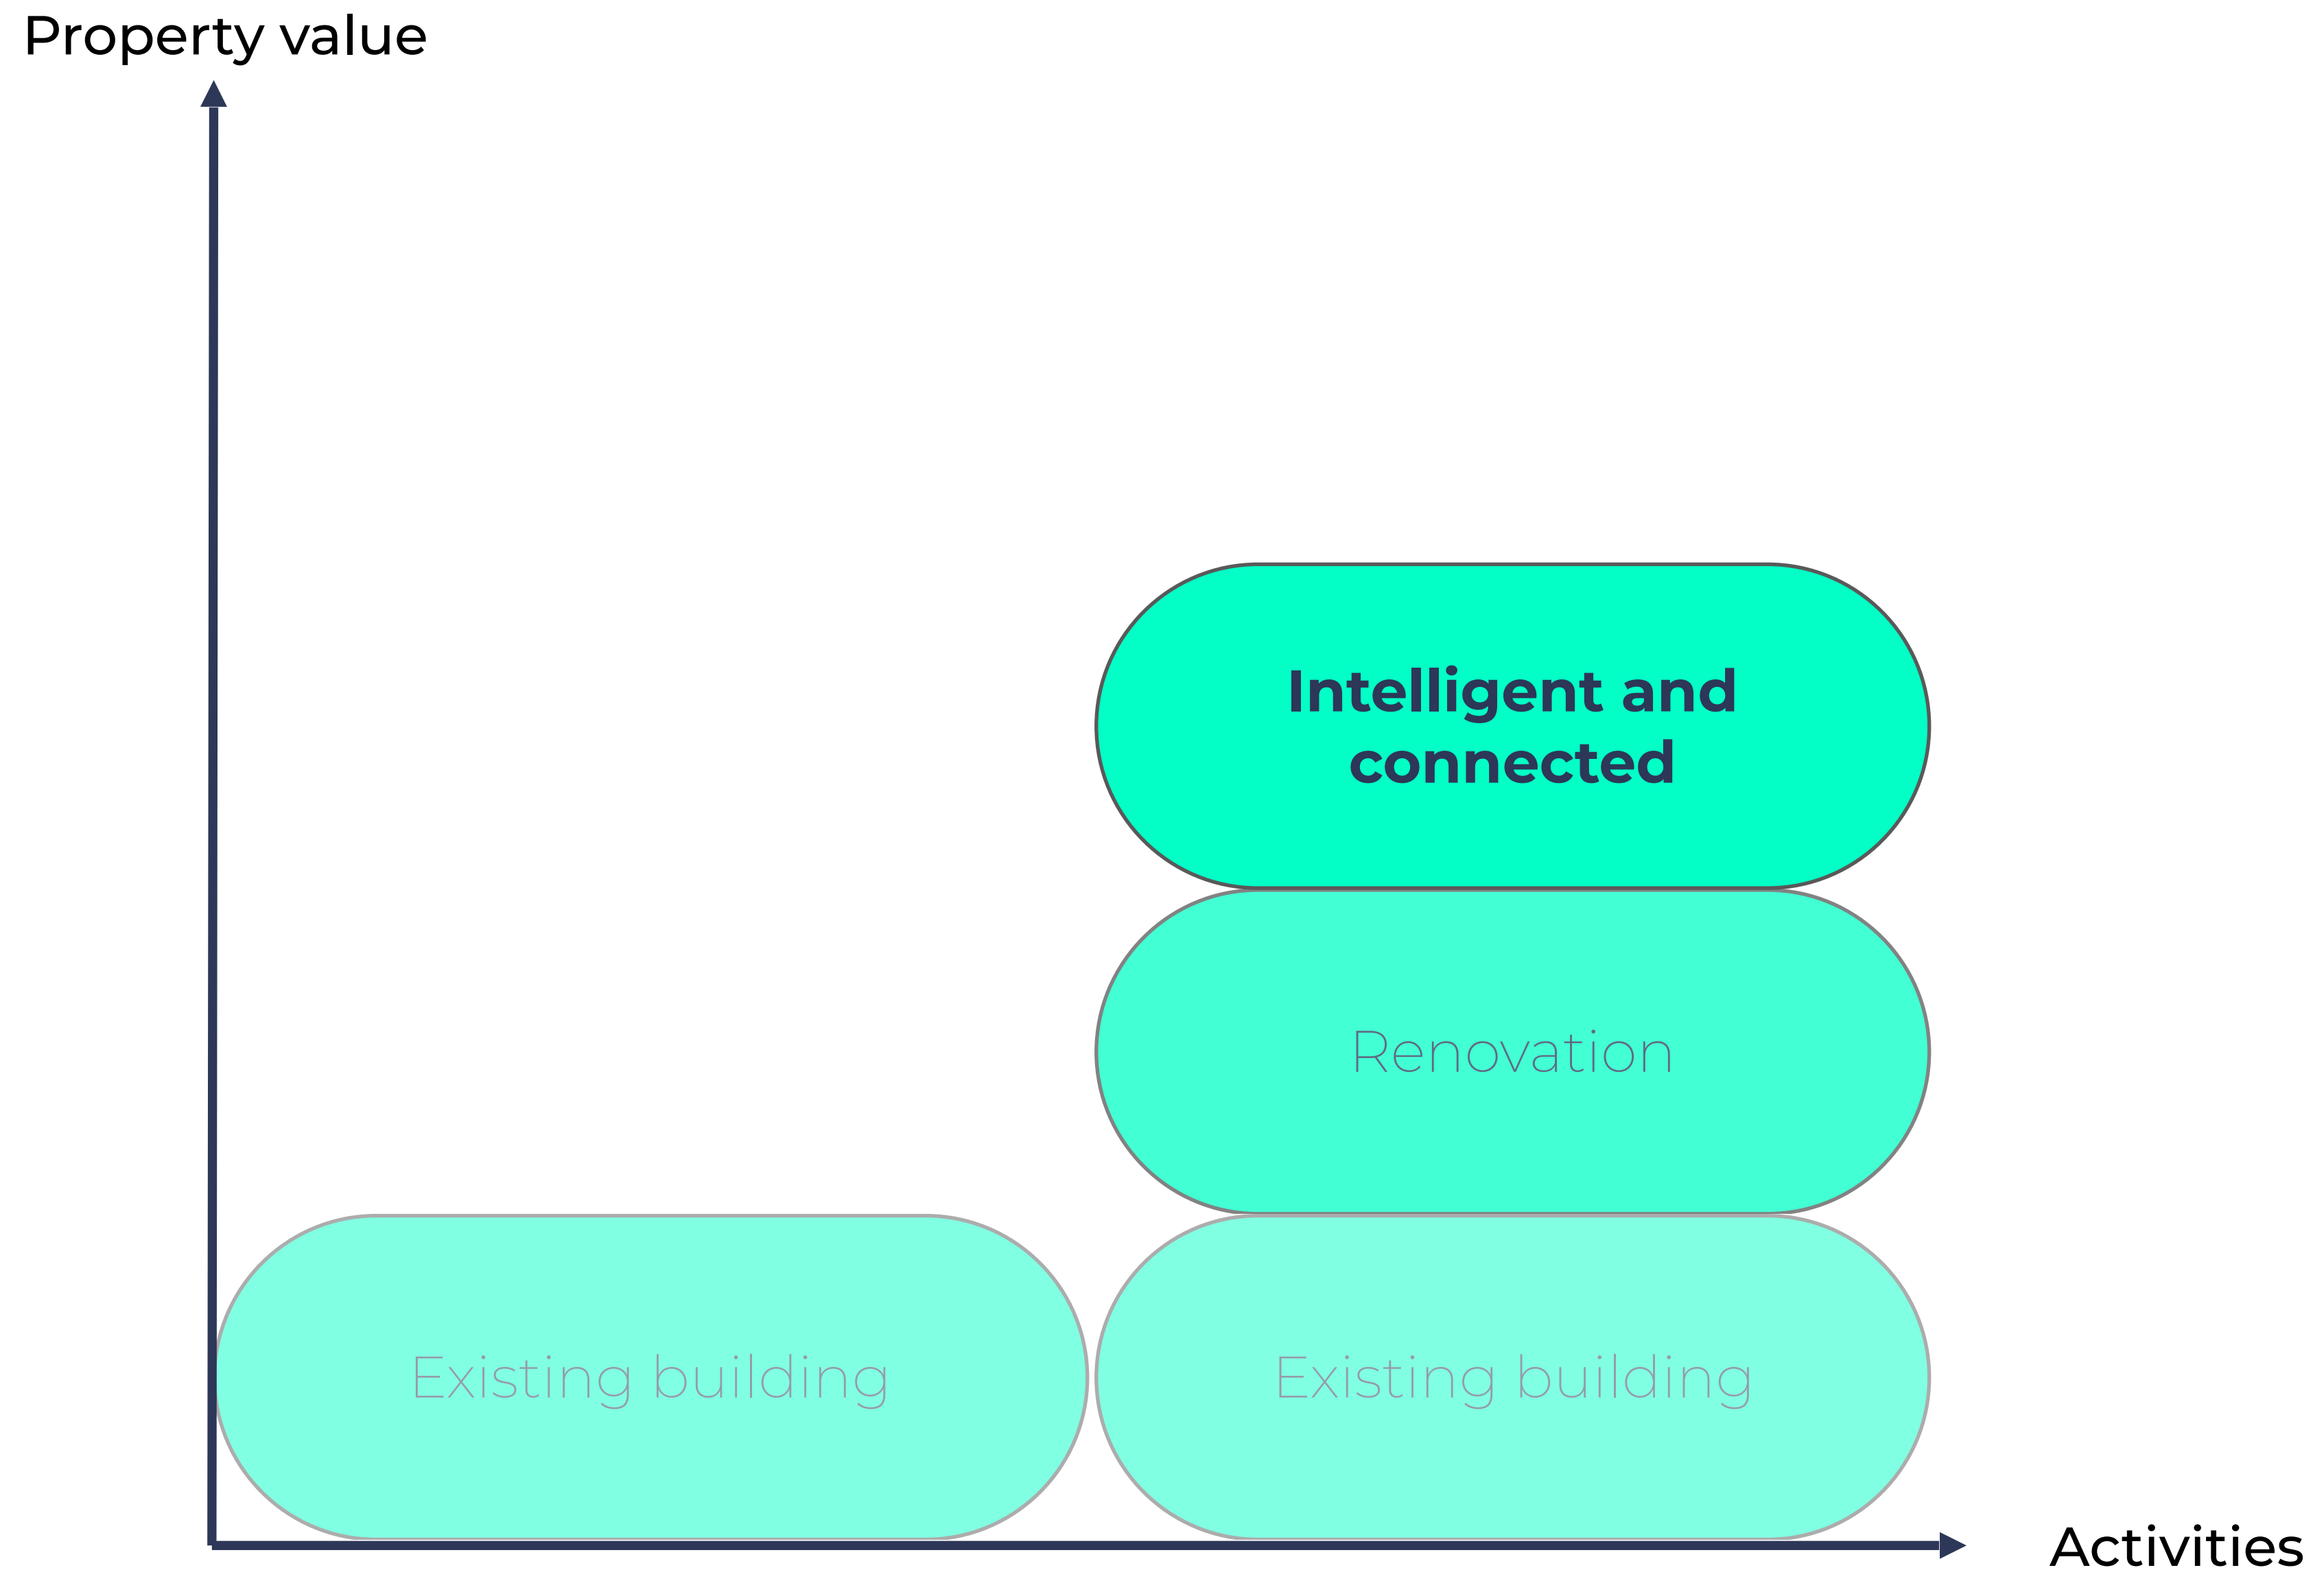 Property value
Intelligent and
connected
Renovation
Existing building
Existing building
Activities